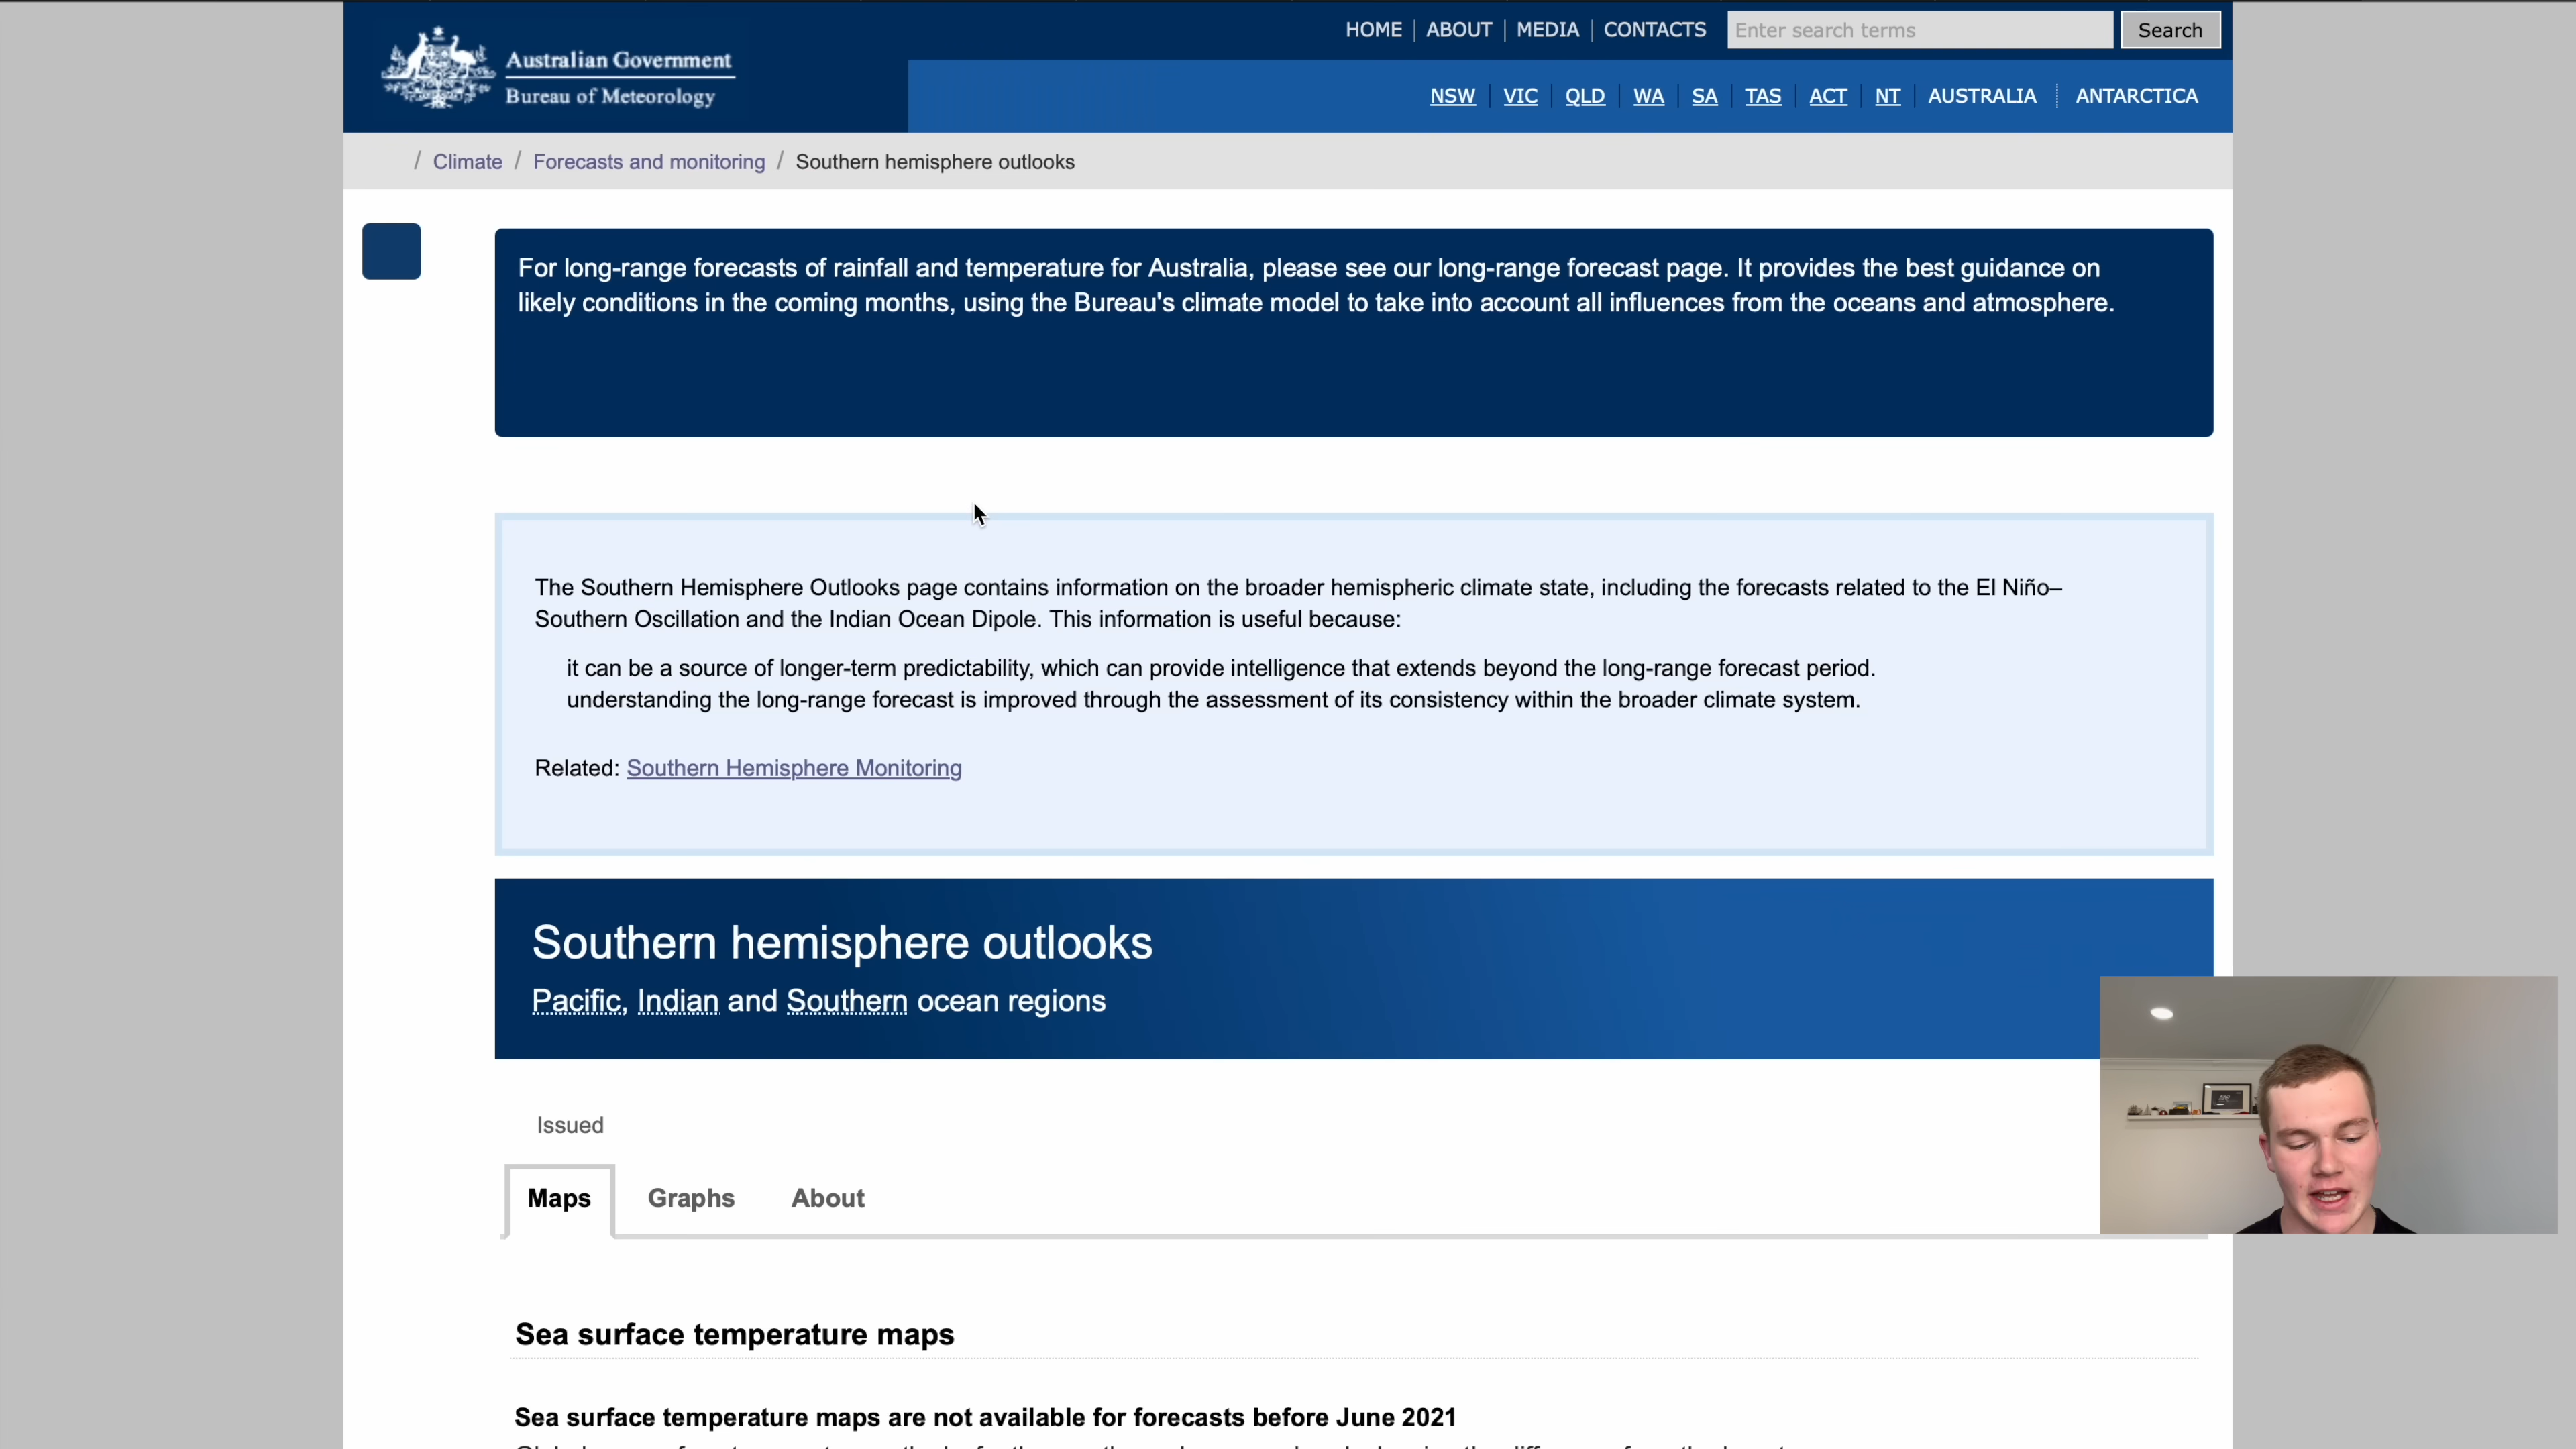 HOME ABOUT MEDIA CONTACTS Enter search terms Search
Australian Government
Bureau of Meteorology
NSW VIC QLD WA SA TAS ACT NT AUSTRALIA ANTARCTICA
/ Climate / Forecasts and monitoring / Southern hemisphere outlooks
For long-range forecasts of rainfall and temperature for Australia, please see our long-range forecast page. It provides the best guidance on
likely conditions in the coming months, using the Bureau's climate model to take into account all influences from the oceans and atmosphere.
The Southern Hemisphere Outlooks page contains information on the broader hemispheric climate state, including the forecasts related to the El Niño–
Southern Oscillation and the Indian Ocean Dipole. This information is useful because:
it can be a source of longer-term predictability, which can provide intelligence that extends beyond the long-range forecast period.
understanding the long-range forecast is improved through the assessment of its consistency within the broader climate system.
Related: Southern Hemisphere Monitoring
Southern hemisphere outlooks
Pacific, Indian and Southern ocean regions
Issued
Maps Graphs About
Sea surface temperature maps
Sea surface temperature maps are not available for forecasts before June 2021